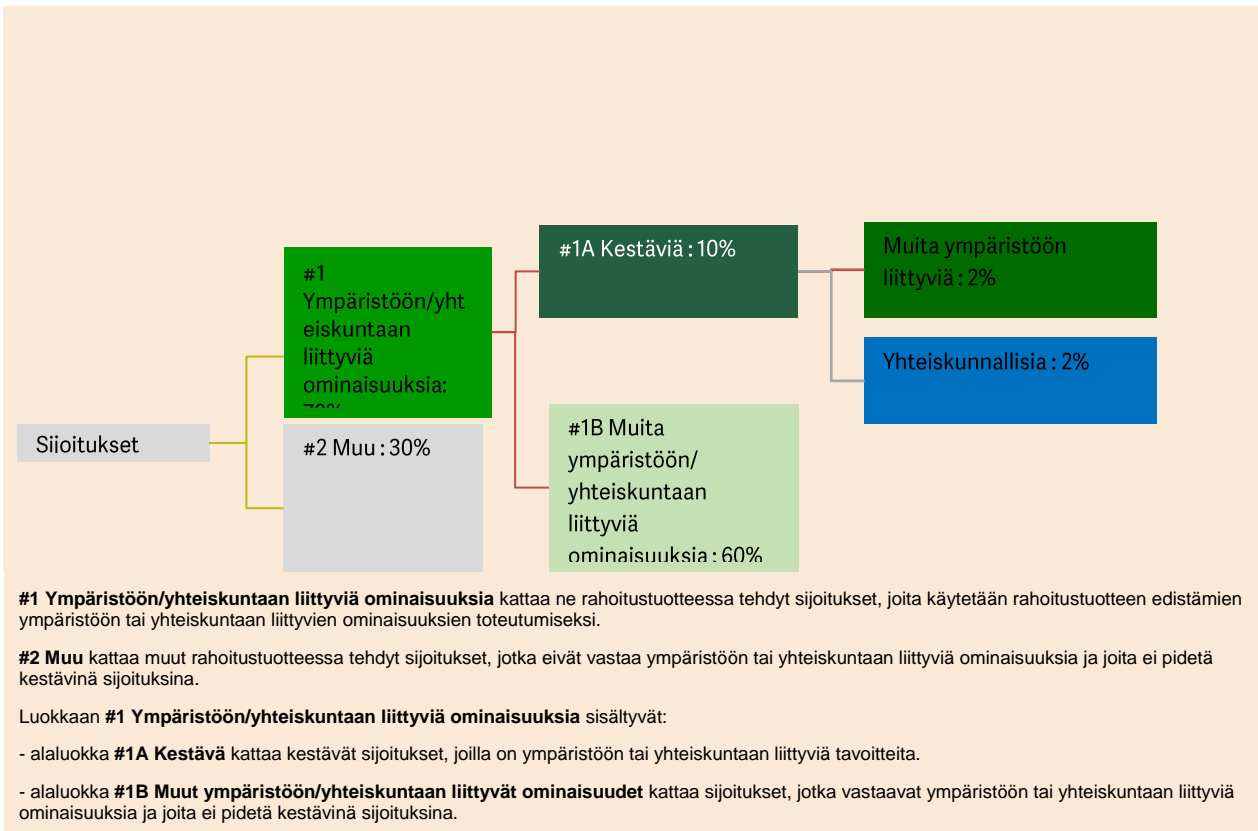 #1A Kestäviä : 10%
Muita ympäristöön
liittyviä : 2%
#1
Ympäristöön/yht
eiskuntaan
liittyviä
ominaisuuksia:
70%
Yhteiskunnallisia : 2%
Sijoitukset
#2 Muu : 30%
#1B Muita
ympäristöön/
yhteiskuntaan
liittyviä
ominaisuuksia : 60%
#1 Ympäristöön/yhteiskuntaan liittyviä ominaisuuksia kattaa ne rahoitustuotteessa tehdyt sijoitukset, joita käytetään rahoitustuotteen edistämien
ympäristöön tai yhteiskuntaan liittyvien ominaisuuksien toteutumiseksi.
#2 Muu kattaa muut rahoitustuotteessa tehdyt sijoitukset, jotka eivät vastaa ympäristöön tai yhteiskuntaan liittyviä ominaisuuksia ja joita ei pidetä
kestävinä sijoituksina.
Luokkaan #1 Ympäristöön/yhteiskuntaan liittyviä ominaisuuksia sisältyvät:
- alaluokka #1A Kestävä kattaa kestävät sijoitukset, joilla on ympäristöön tai yhteiskuntaan liittyviä tavoitteita.
- alaluokka #1B Muut ympäristöön/yhteiskuntaan liittyvät ominaisuudet kattaa sijoitukset, jotka vastaavat ympäristöön tai yhteiskuntaan liittyviä
ominaisuuksia ja joita ei pidetä kestävinä sijoituksina.